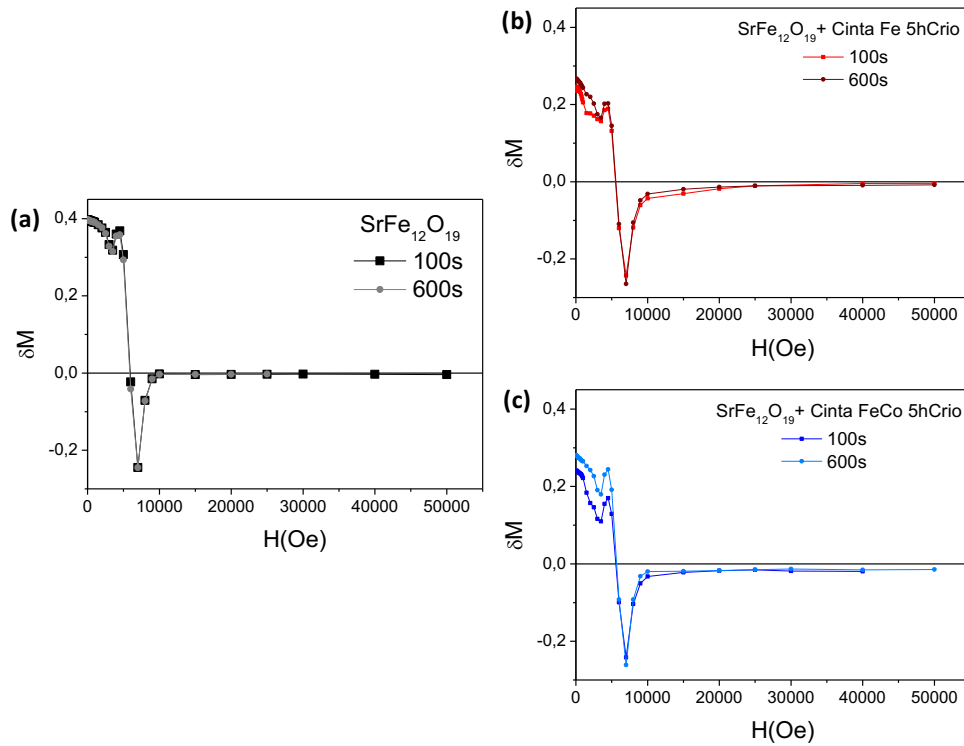 (a)
SrFe₁₂O₁₉
100s
600s
0,4
0,2
0,0
-0,2
δM
0 10000 20000 30000 40000 50000
H(Oe)
(b)
SrFe₁₂O₁₉+ Cinta Fe 5hCrio
100s
600s
0,4
0,2
0,0
-0,2
δM
0 10000 20000 30000 40000 50000
H(Oe)
(c)
SrFe₁₂O₁₉+ Cinta FeCo 5hCrio
100s
600s
0,4
0,2
0,0
-0,2
δM
0 10000 20000 30000 40000 50000
H(Oe)